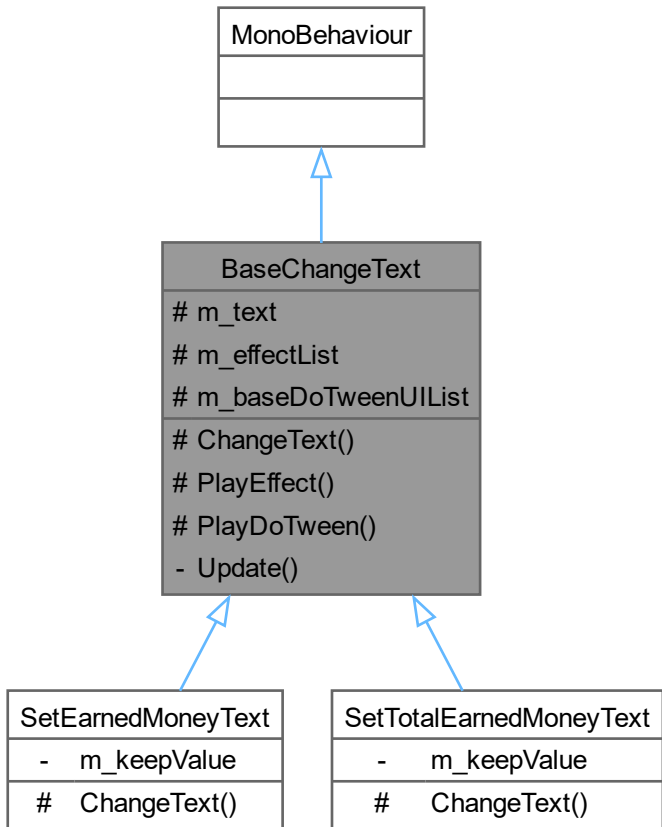 MonoBehaviour
BaseChangeText
# m_text
# m_effectList
# m_baseDoTweenUIList
# ChangeText()
# PlayEffect()
# PlayDoTween()
- Update()
SetEarnedMoneyText
- m_keepValue
# ChangeText()
SetTotalEarnedMoneyText
- m_keepValue
# ChangeText()